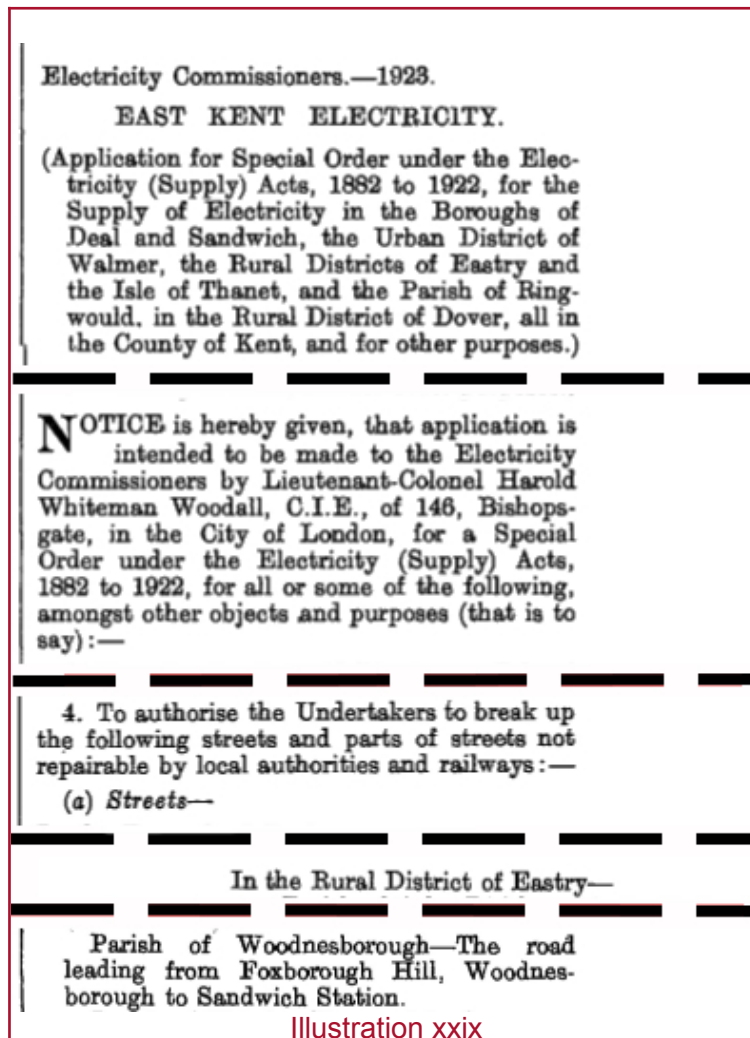 Electricity Commissioners.—1923.
EAST KENT ELECTRICITY.
(Application for Special Order under the Elec-
tricity (Supply) Acts, 1882 to 1922, for the
Supply of Electricity in the Boroughs of
Deal and Sandwich, the Urban District of
Walmer, the Rural Districts of Eastry and
the Isle of Thanet, and the Parish of Ring-
would. in the Rural District of Dover, all in
the County of Kent, and for other purposes.)
NOTICE is hereby given, that application is
intended to be made to the Electricity
Commissioners by Lieutenant-Colonel Harold
Whiteman Woodall, C.I.E., of 146, Bishops-
gate, in the City of London, for a Special
Order under the Electricity (Supply) Acts,
1882 to 1922, for all or some of the following,
amongst other objects and purposes (that is to
say):—
4. To authorise the Undertakers to break up
the following streets and parts of streets not
repairable by local authorities and railways:—
(a) Streets—
In the Rural District of Eastry—
Parish of Woodnesborough—The road
leading from Foxborough Hill, Woodnes-
borough to Sandwich Station.
Illustration xxix